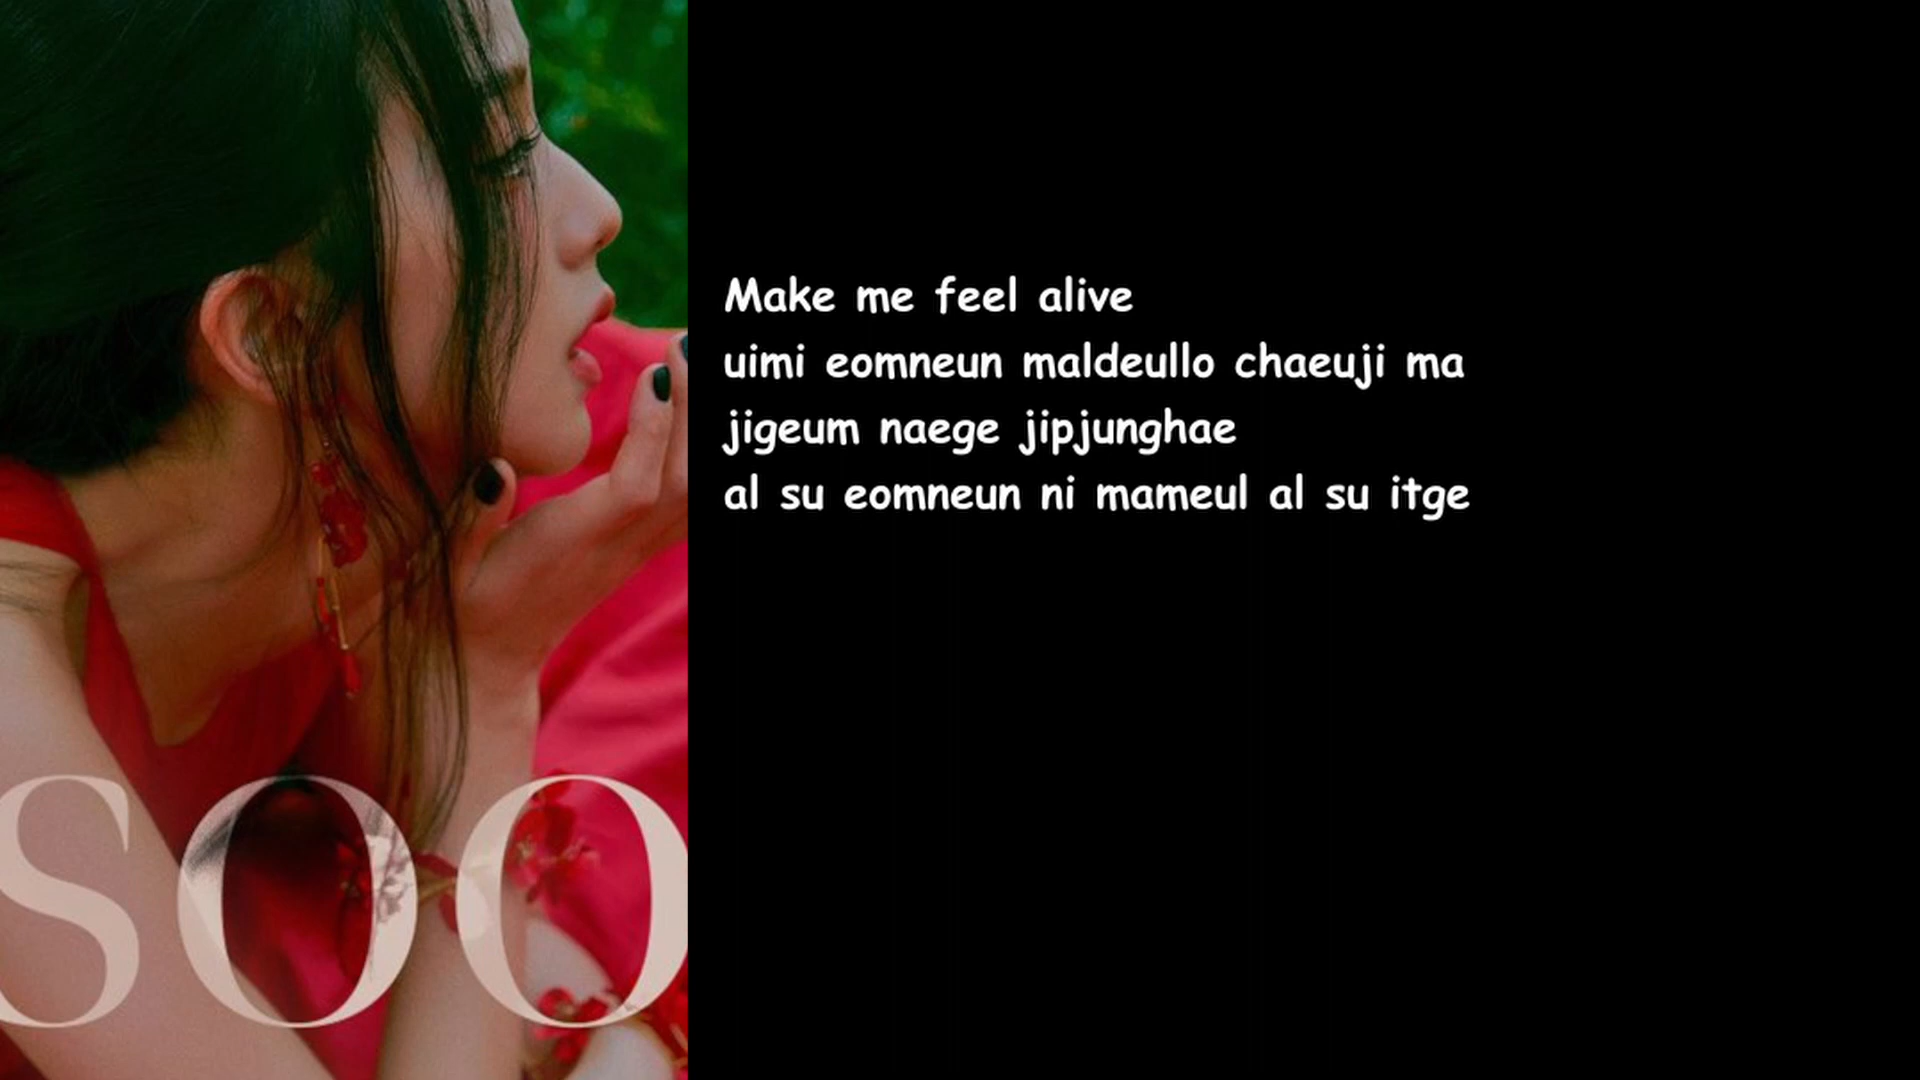 Make me feel alive
uimi eomneun maldeullo chaeuji ma
jigeum naege jipjunghae
al su eomneun ni mameul al su itge
SOO